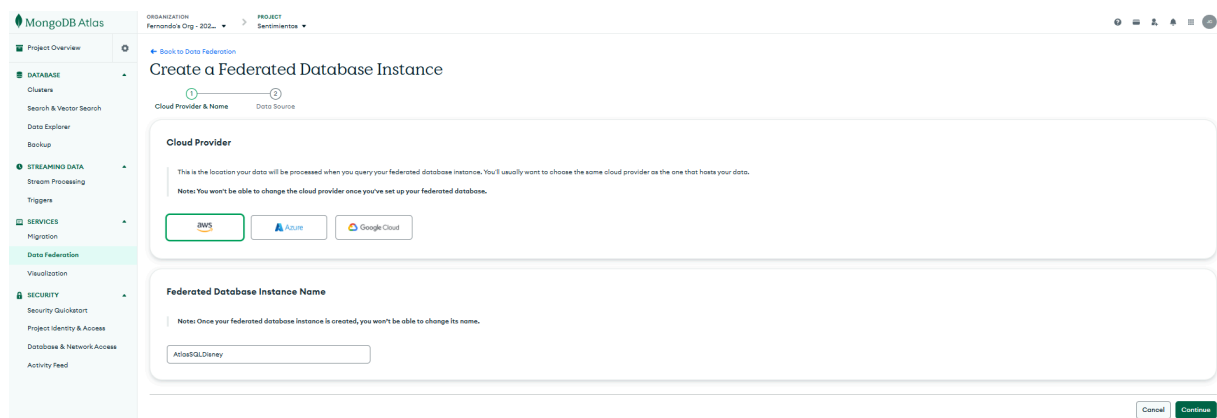 MongoDB Atlas
ORGANIZATION
Fernando's Org - 202...
PROJECT
Sentimientos
Project Overview
DATABASE
Clusters
Search & Vector Search
Data Explorer
Backup
STREAMING DATA
Stream Processing
Triggers
SERVICES
Migration
Data Federation
Visualization
SECURITY
Security Quickstart
Project Identity & Access
Database & Network Access
Activity Feed
← Back to Data Federation
Create a Federated Database Instance
1
2
Cloud Provider & Name
Data Source
Cloud Provider
This is the location your data will be processed when you query your federated database instance. You'll usually want to choose the same cloud provider as the one that hosts your data.
Note: You won't be able to change the cloud provider once you've set up your federated database.
aws
Azure
Google Cloud
Federated Database Instance Name
Note: Once your federated database instance is created, you won't be able to change its name.
AtlasSQLDisney
Cancel
Continue